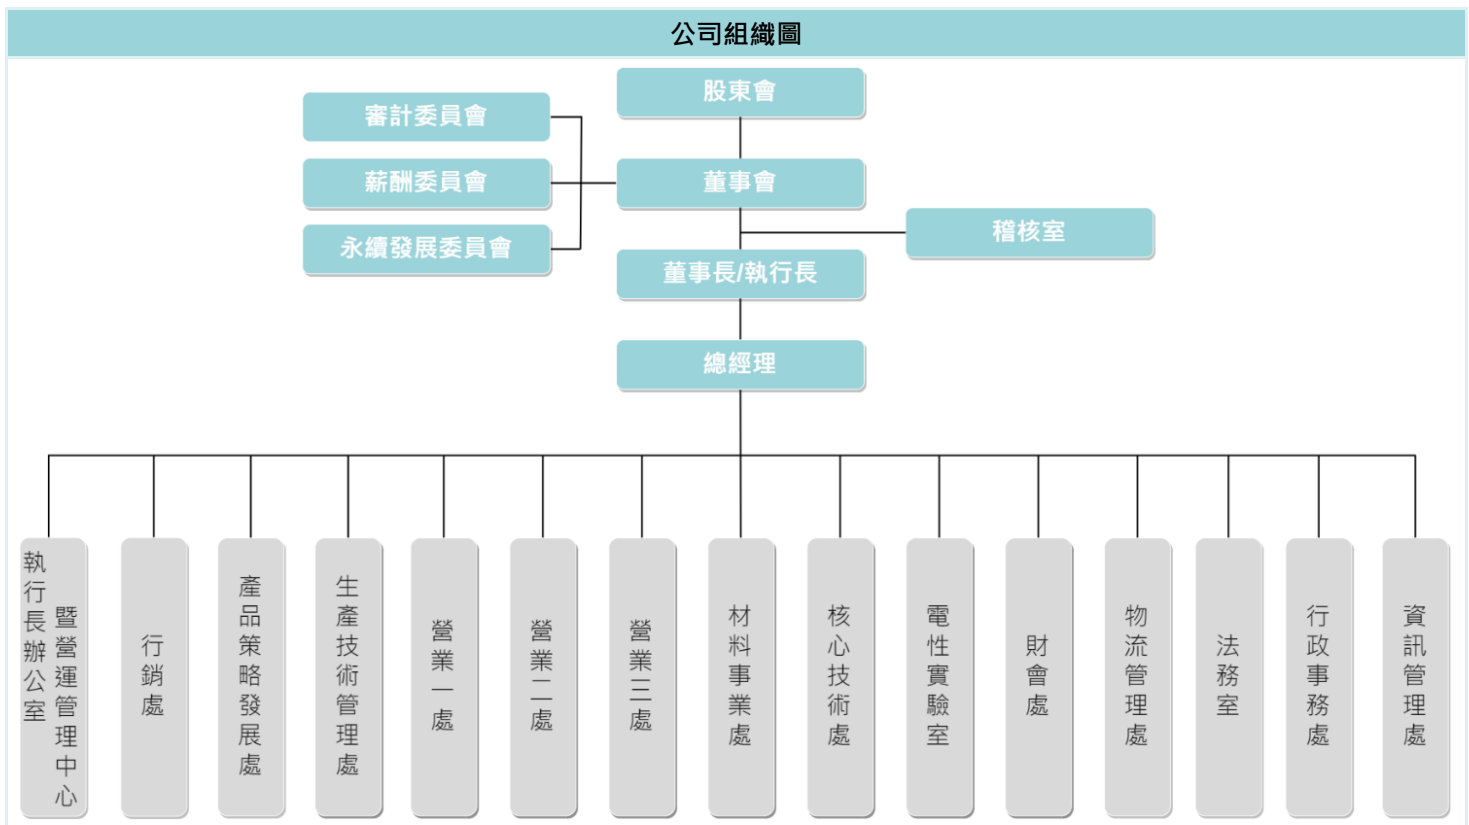 公司組織圖
股東會
審計委員會
薪酬委員會
董事會
稽核室
永續發展委員會
董事長/執行長
總經理
執行長辦公室
暨營運管理中心
行銷處
產品策略發展處
生產技術管理處
營業一處
營業二處
營業三處
材料事業處
核心技術處
電性實驗室
財會處
物流管理處
法務室
行政事務處
資訊管理處